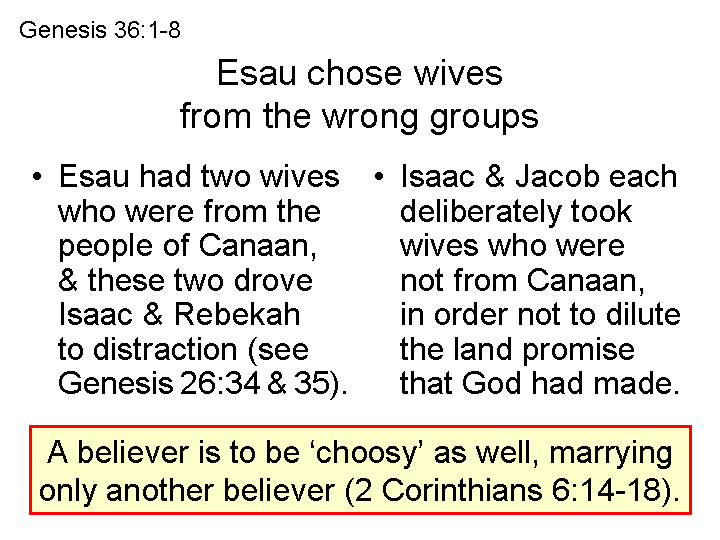 Genesis 36:1-8
Esau chose wives
from the wrong groups
• Esau had two wives
who were from the
people of Canaan,
& these two drove
Isaac & Rebekah
to distraction (see
Genesis 26:34 & 35).
• Isaac & Jacob each
deliberately took
wives who were
not from Canaan,
in order not to dilute
the land promise
that God had made.
A believer is to be ‘choosy’ as well, marrying
only another believer (2 Corinthians 6:14-18).